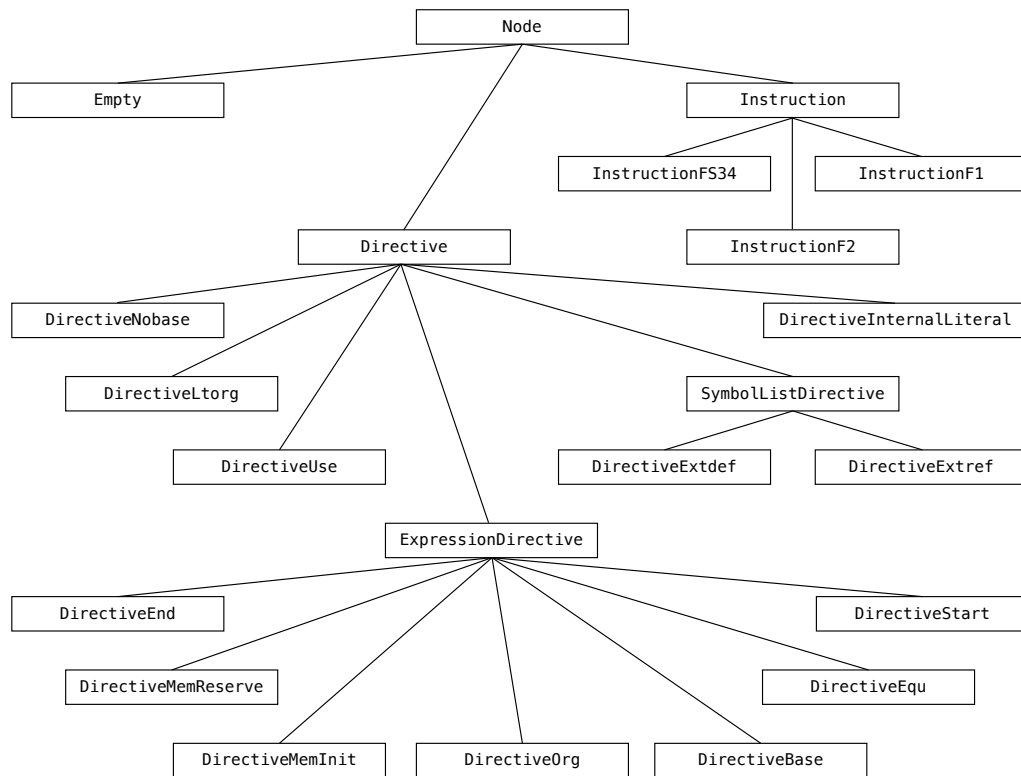 Node
Empty
Instruction
InstructionFS34
InstructionF1
Directive
InstructionF2
DirectiveNobase
DirectiveInternalLiteral
DirectiveLtorg
SymbolListDirective
DirectiveUse
DirectiveExtdef
DirectiveExtref
ExpressionDirective
DirectiveEnd
DirectiveStart
DirectiveMemReserve
DirectiveEqu
DirectiveMemInit
DirectiveOrg
DirectiveBase